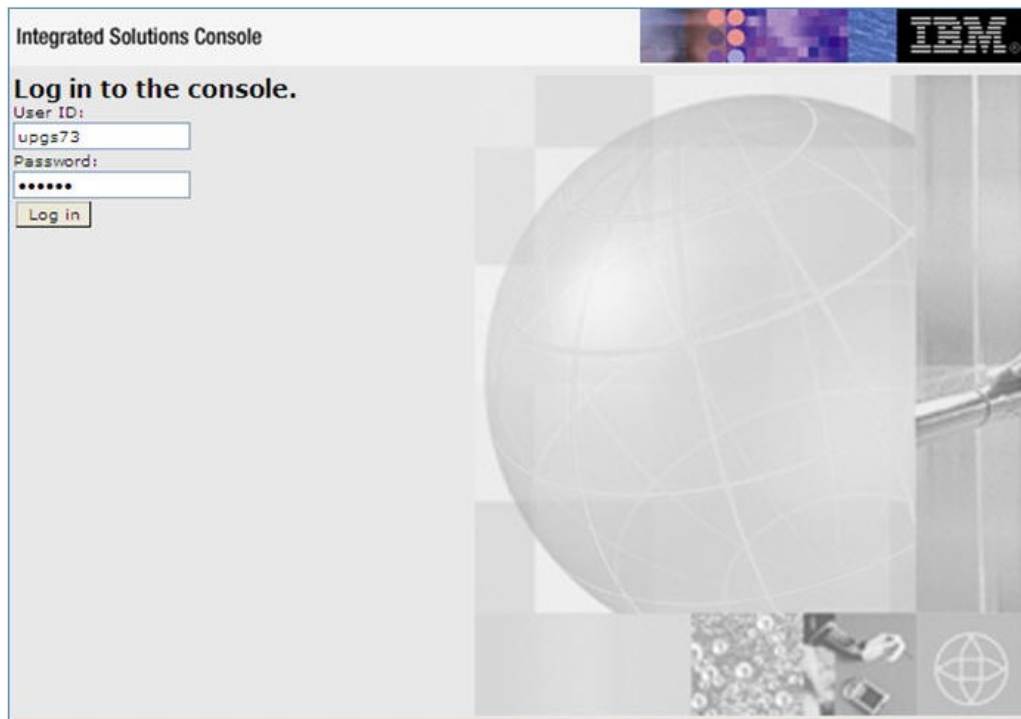 Integrated Solutions Console
IBM®
Log in to the console.
User ID:
upgs73
Password:
••••••
Log in